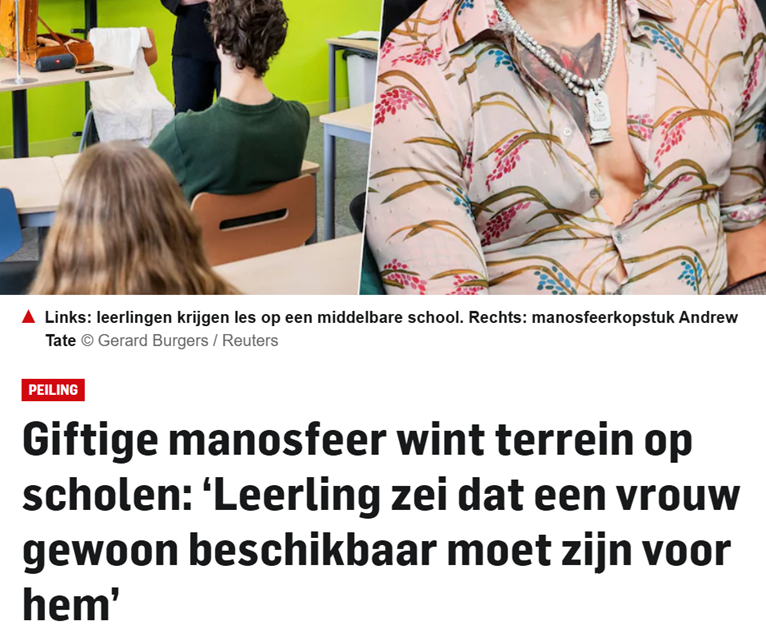 Links: leerlingen krijgen les op een middelbare school. Rechts: manosfeerkopstuk Andrew
Tate © Gerard Burgers / Reuters
PEILING
Giftige manosfeer wint terrein op
scholen: ‘Leerling zei dat een vrouw
gewoon beschikbaar moet zijn voor
hem’